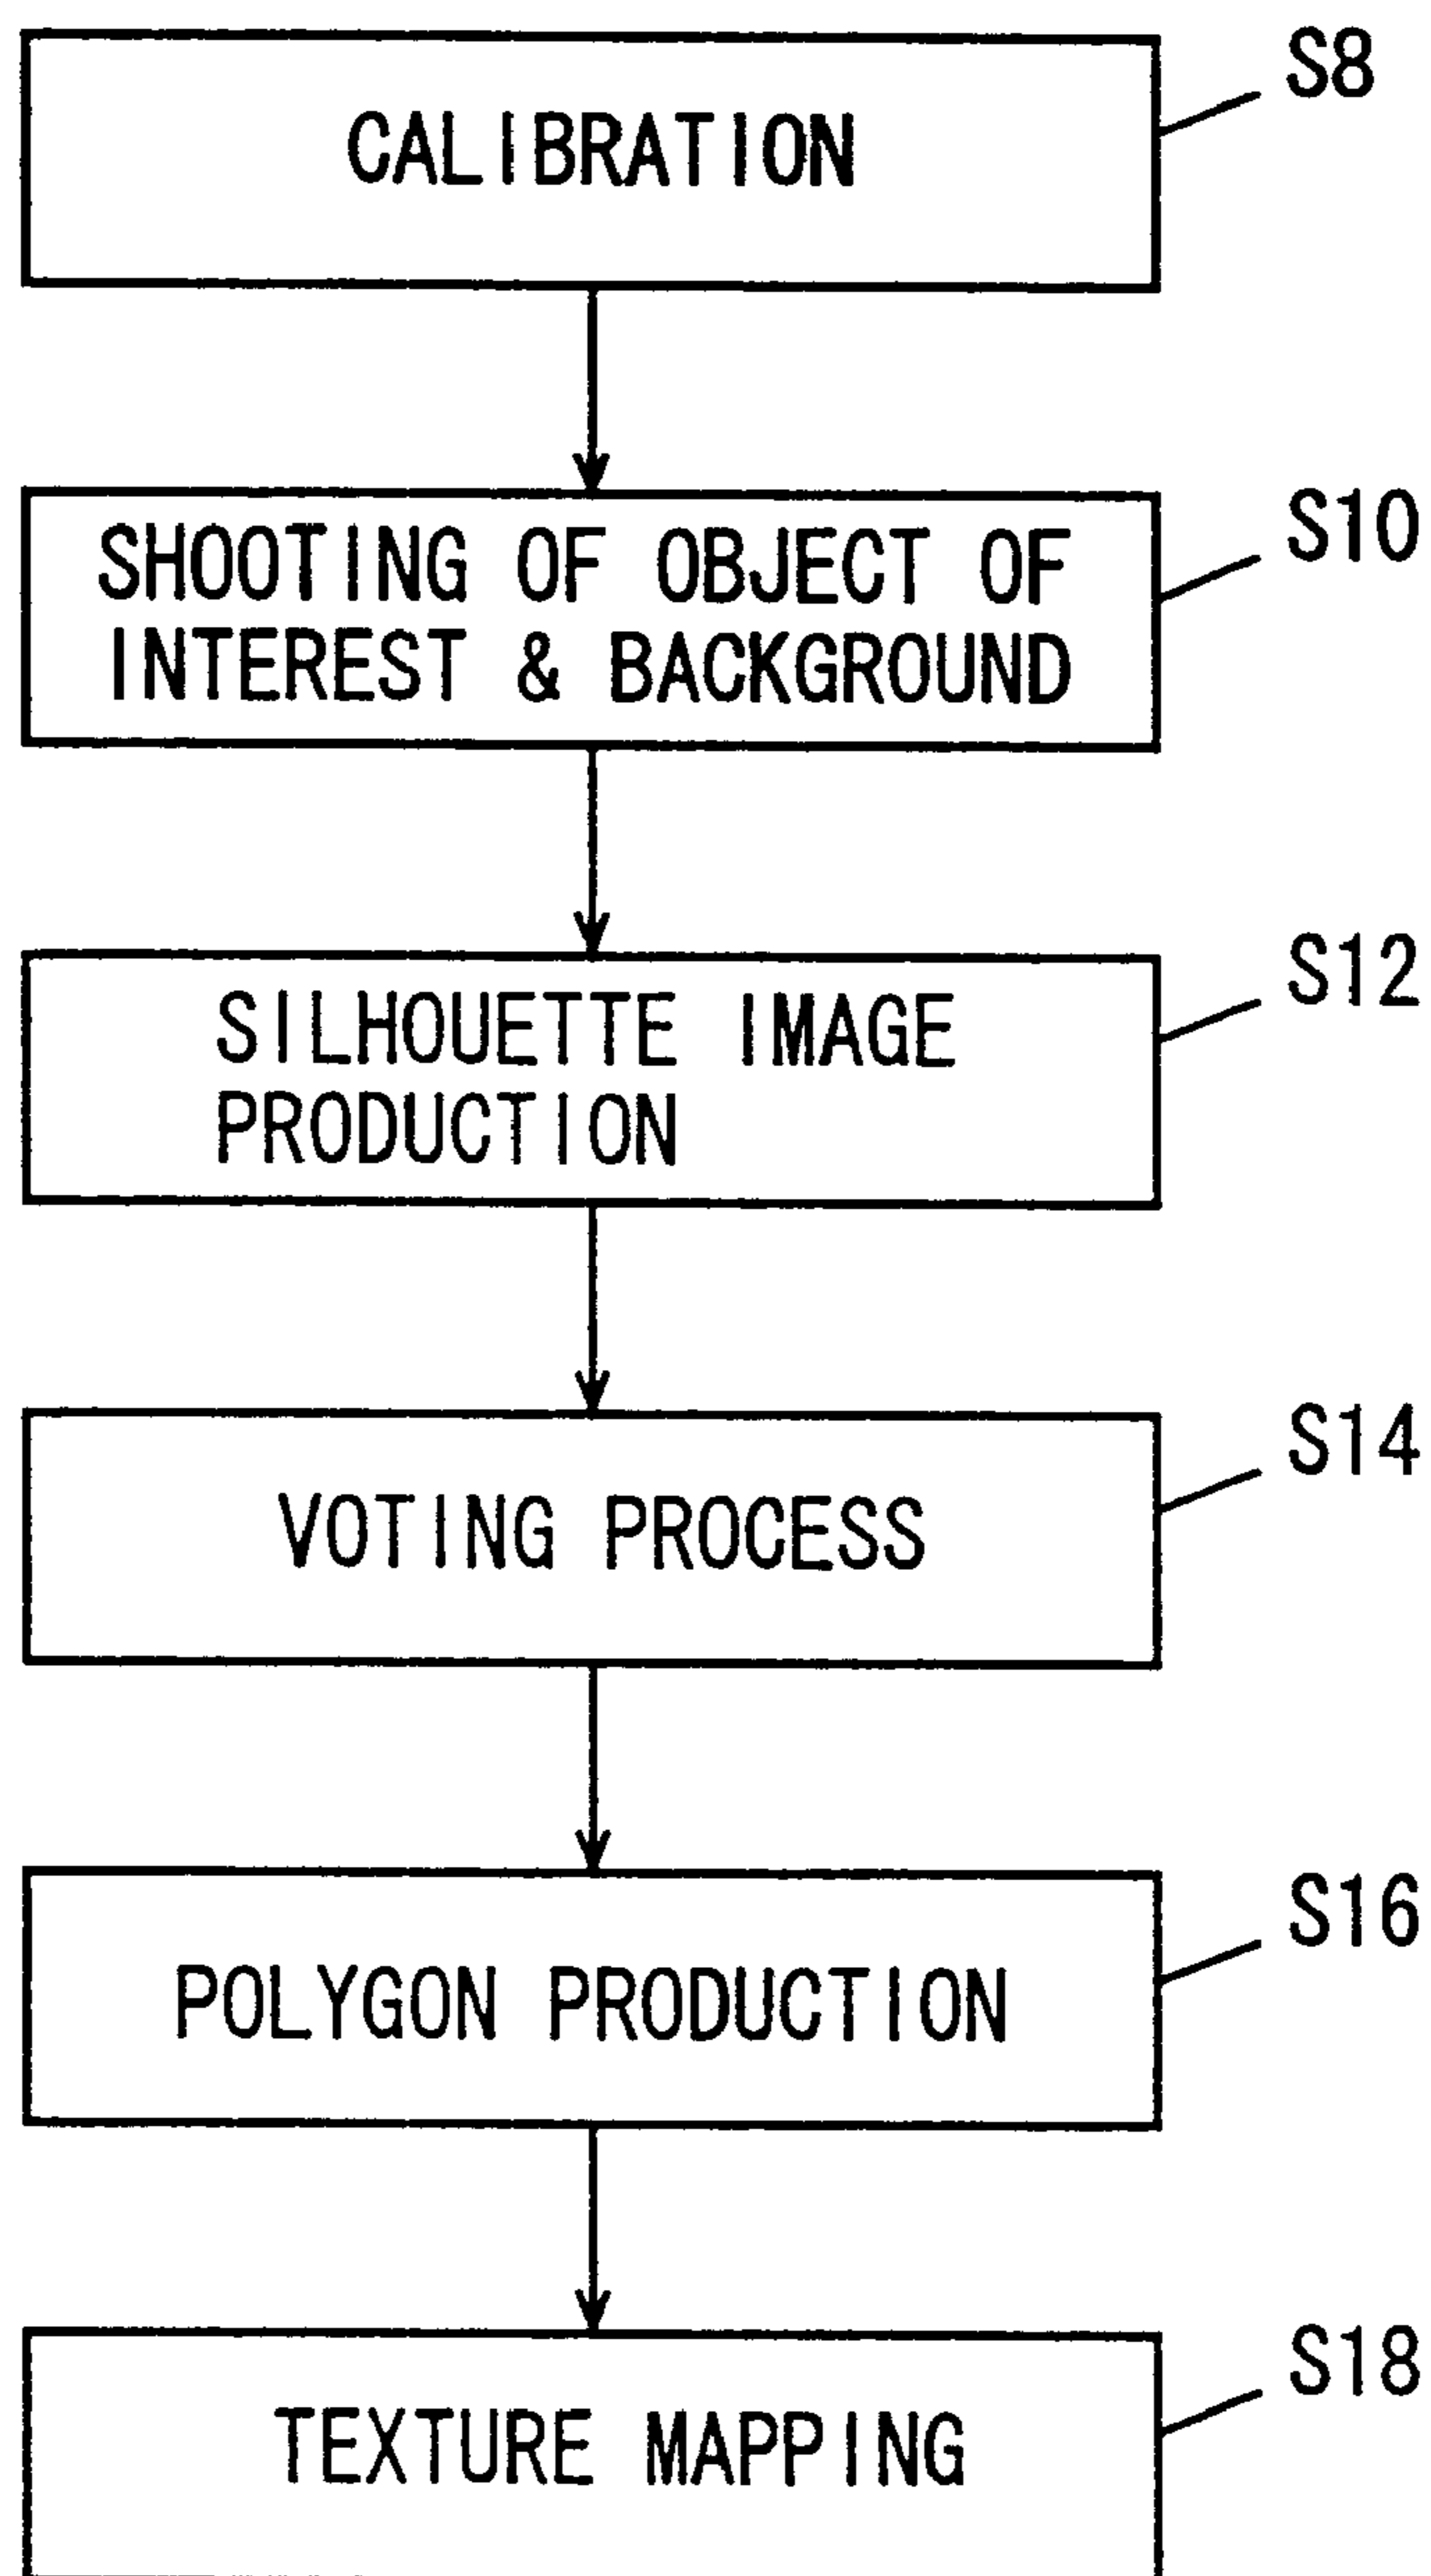 CALIBRATION
S8
SHOOTING OF OBJECT OF
INTEREST & BACKGROUND
S10
SILHOUETTE IMAGE
PRODUCTION
S12
VOTING PROCESS
S14
POLYGON PRODUCTION
S16
TEXTURE MAPPING
S18